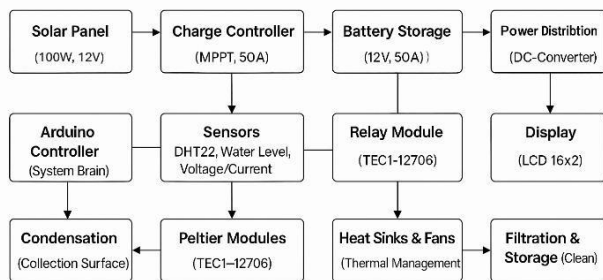 Solar Panel
(100W, 12V)
Charge Controller
(MPPT, 50A)
Battery Storage
(12V, 50A) )
Power Distribtion
(DC-Converter)
Arduino
Controller
(System Brain)
Sensors
DHT22, Water Level,
Voltage/Current
Relay Module
(TEC1-12706)
Display
(LCD 16x2)
Condensation
(Collection Surface)
Peltier Modules
(TEC1–12706)
Heat Sinks & Fans
(Thermal Management)
Filtration
& Storage (Clean)